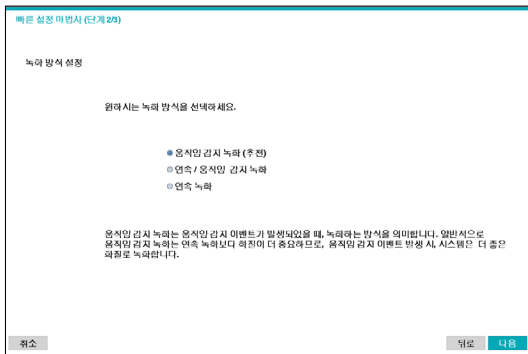 빠른 설정 마법사 (단계 2/3)
녹화 방식 설정
원하시는 녹화 방식을 선택하세요.
움직임 감지 녹화 (추천)
연속 / 움직임 감지 녹화
연속 녹화
움직임 감지 녹화는 움직임 감지 이벤트가 발생되었을 때, 녹화하는 방식을 의미합니다. 일반적으로
움직임 감지 녹화는 연속 녹화보다 화질이 더 중요하므로, 움직임 감지 이벤트 발생 시, 시스템은 더 좋은
화질로 녹화합니다.
취소
뒤로
다음